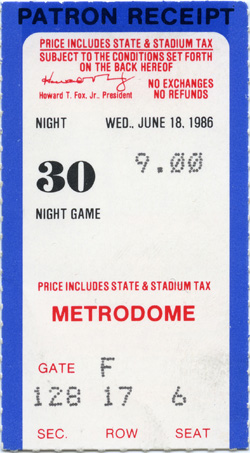 PATRON RECEIPT
PRICE INCLUDES STATE & STADIUM TAX
SUBJECT TO THE CONDITIONS SET FORTH
ON THE BACK HEREOF
Howard T. Fox, Jr., President
NO EXCHANGES
NO REFUNDS
NIGHT WED., JUNE 18, 1986
30 9.00
NIGHT GAME
PRICE INCLUDES STATE & STADIUM TAX
METRODOME
GATE F
128 17 6
SEC. ROW SEAT